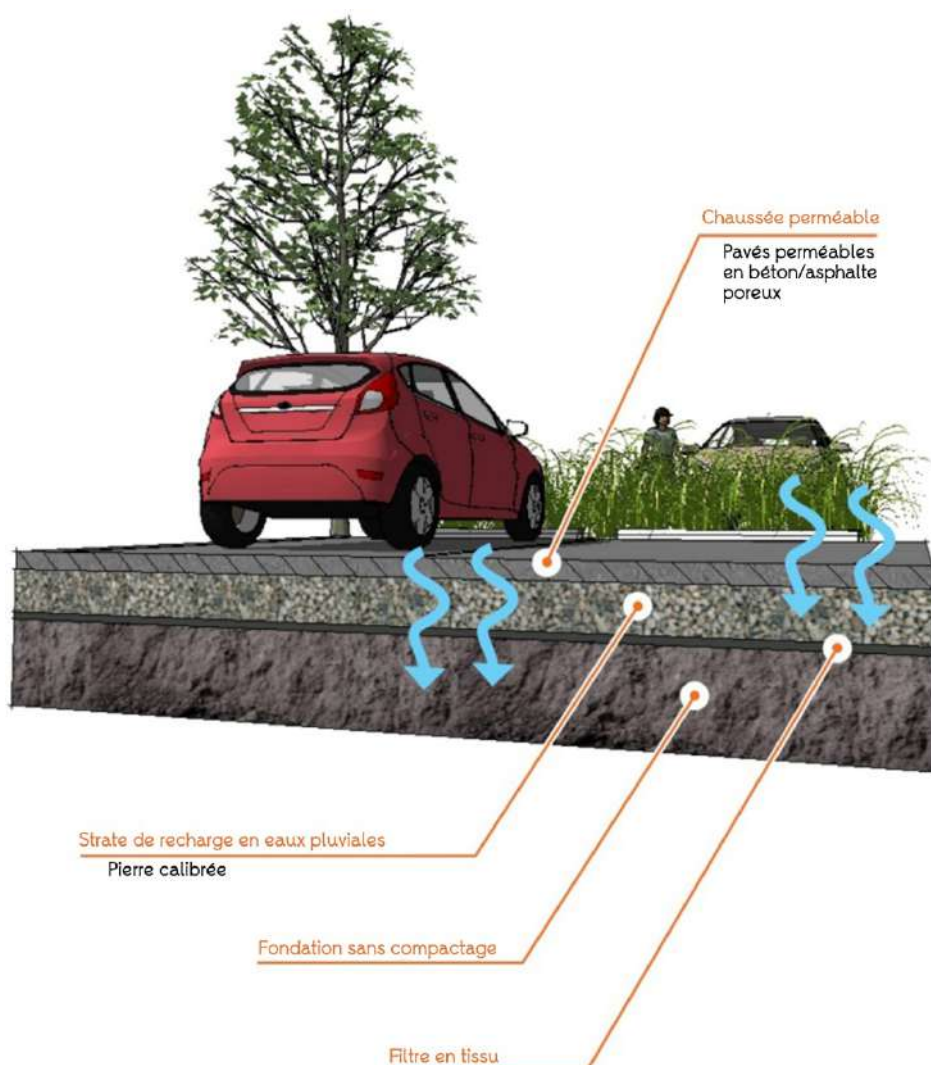 Chaussée perméable
Pavés perméables
en béton/asphalte
poreux
Strate de recharge en eaux pluviales
Pierre calibrée
Fondation sans compactage
Filtre en tissu